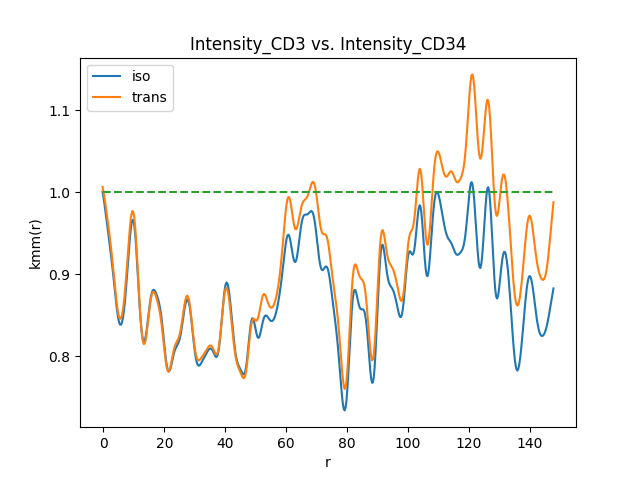 Intensity_CD3 vs. Intensity_CD34
iso
trans
kmm(r)
1.1
1.0
0.9
0.8
0 20 40 60 80 100 120 140
r